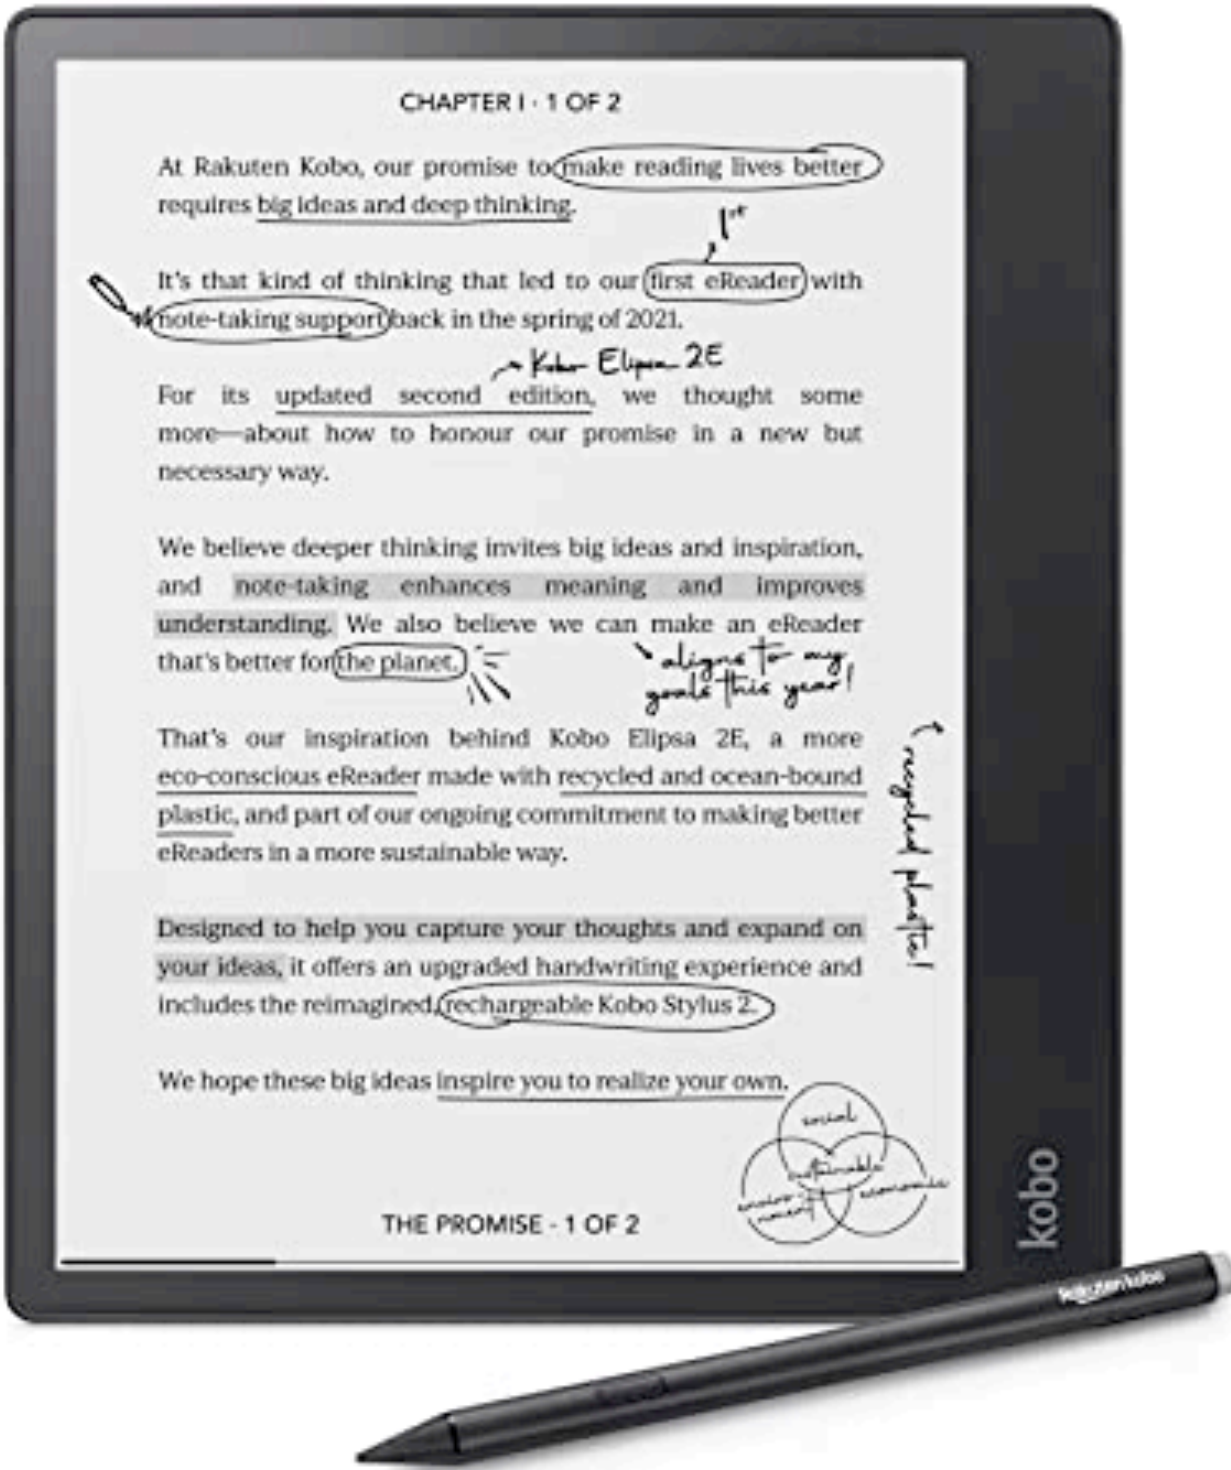 CHAPTER I · 1 OF 2
At Rakuten Kobo, our promise to make reading lives better
requires big ideas and deep thinking.
1st
It's that kind of thinking that led to our first eReader with
note-taking support back in the spring of 2021.
Kobo Elipsa 2E
For its updated second edition, we thought some
more—about how to honour our promise in a new but
necessary way.
We believe deeper thinking invites big ideas and inspiration,
and note-taking enhances meaning and improves
understanding. We also believe we can make an eReader
that's better for the planet.
aligns to my
goals this year!
That's our inspiration behind Kobo Elipsa 2E, a more
eco-conscious eReader made with recycled and ocean-bound
plastic, and part of our ongoing commitment to making better
eReaders in a more sustainable way.
recycled plastic!
Designed to help you capture your thoughts and expand on
your ideas, it offers an upgraded handwriting experience and
includes the reimagined, rechargeable Kobo Stylus 2.
We hope these big ideas inspire you to realize your own.
social
sustainable
environment
economic
THE PROMISE - 1 OF 2
kobo
Rakuten kobo